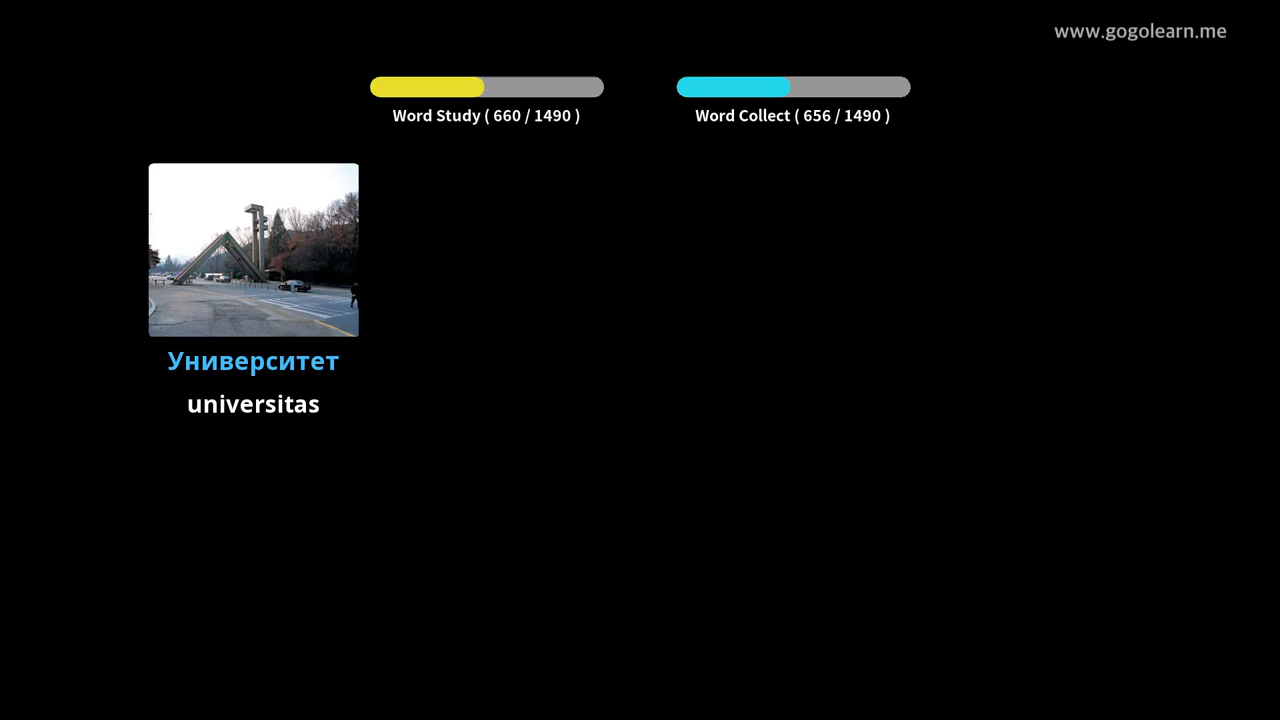 www.gogolearn.me
Word Study ( 660 / 1490 )
Word Collect ( 656 / 1490 )
Университет
universitas